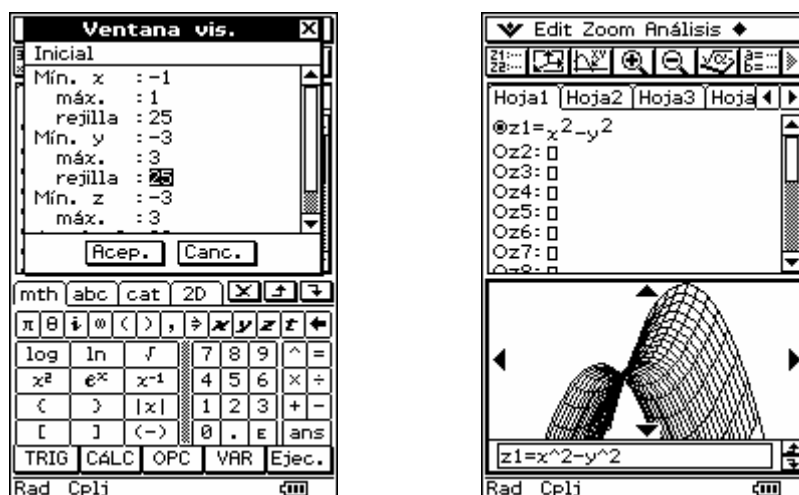 Ventana vis.
Inicial
Mín. x :-1
máx. :1
rejilla :25
Mín. y :-3
máx. :3
rejilla :25
Mín. z :-3
máx. :3
Acep. Canc.
mth abc cat 2D
π θ i ∞ ( ) , ⇒ x y z t ←
log ln √ 7 8 9 ^ =
x² eˣ x⁻¹ 4 5 6 × ÷
{ } |x| 1 2 3 + -
[ ] (-) 0 . E ans
TRIG CÁLC OPC VAR Ejec.
Rad Cplj
Edit Zoom Análisis
Hoja1 Hoja2 Hoja3 Hoja
z1=x²-y²
z2:
z3:
z4:
z5:
z6:
z7:
z1=x^2-y^2
Rad Cplj